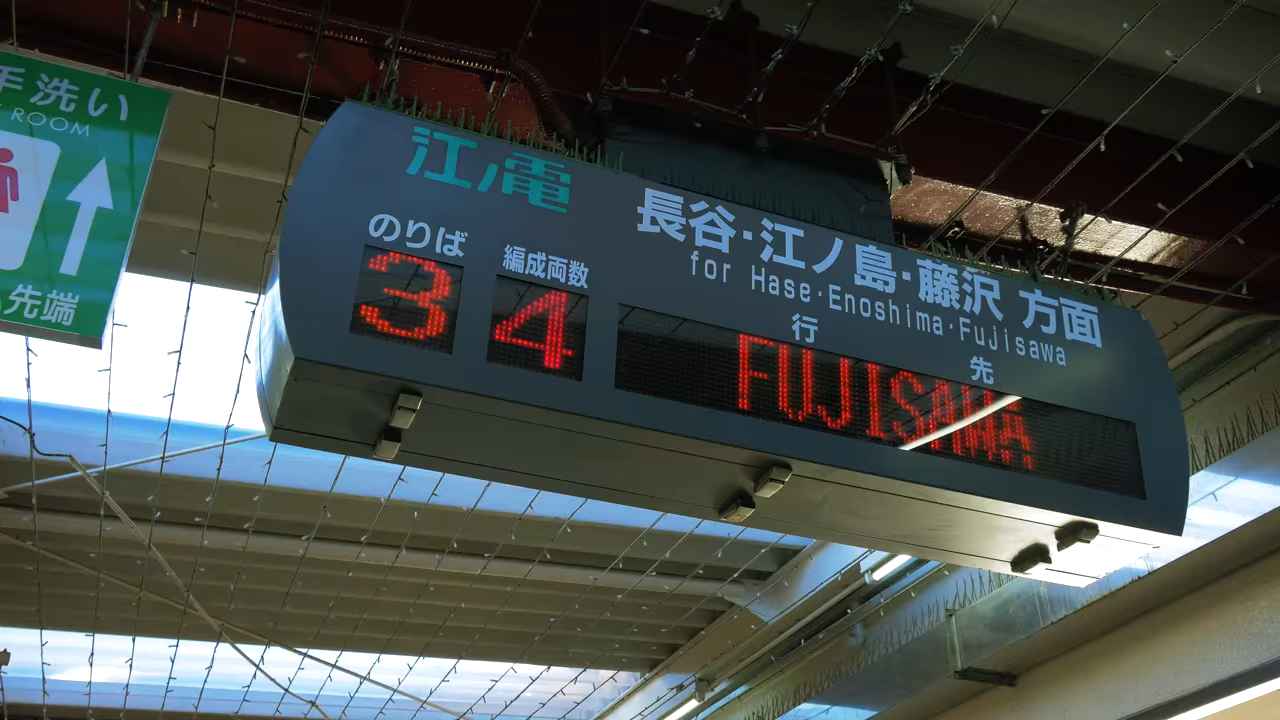 手洗い
ROOM
先端
江ノ電
のりば
3
編成両数
4
長谷・江ノ島・藤沢 方面
for Hase・Enoshima・Fujisawa
行先
FUJISAWA